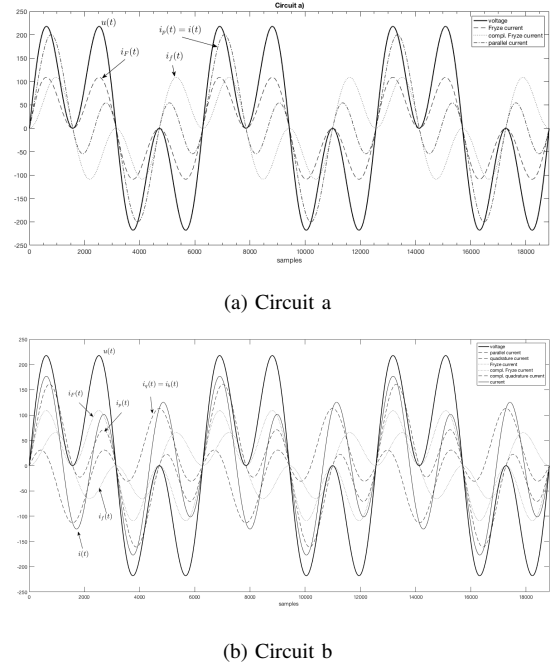 Circuit a)
250
200
150
100
50
0
-50
-100
-150
-200
-250
0 2000 4000 6000 8000 10000 12000 14000 16000 18000
samples
u(t)
i_F(t)
i_f(t)
i_p(t) = i(t)
voltage
Fryze current
compl. Fryze current
parallel current
(a) Circuit a
250
200
150
100
50
0
-50
-100
-150
-200
-250
0 2000 4000 6000 8000 10000 12000 14000 16000 18000
samples
u(t)
i_F(t)
i_p(t)
i_f(t)
i(t)
voltage
parallel current
quadrature current
Fryze current
compl. Fryze current
compl. quadrature current
current
(b) Circuit b